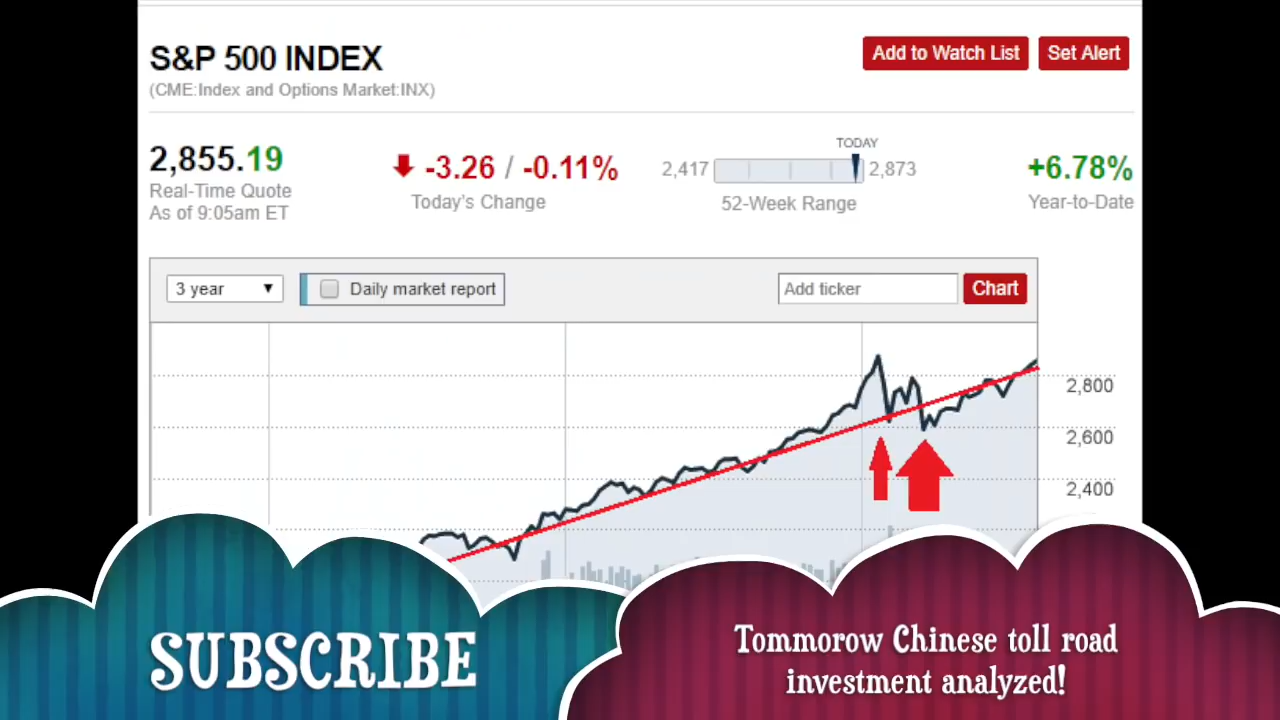 S&P 500 INDEX
Add to Watch List
Set Alert
(CME:Index and Options Market:INX)
TODAY
2,855.19
-3.26 / -0.11%
2,417
2,873
+6.78%
Real-Time Quote
Today's Change
52-Week Range
Year-to-Date
As of 9:05am ET
3 year
Daily market report
Add ticker
Chart
2,800
2,600
2,400
SUBSCRIBE
Tommorow Chinese toll road
investment analyzed!